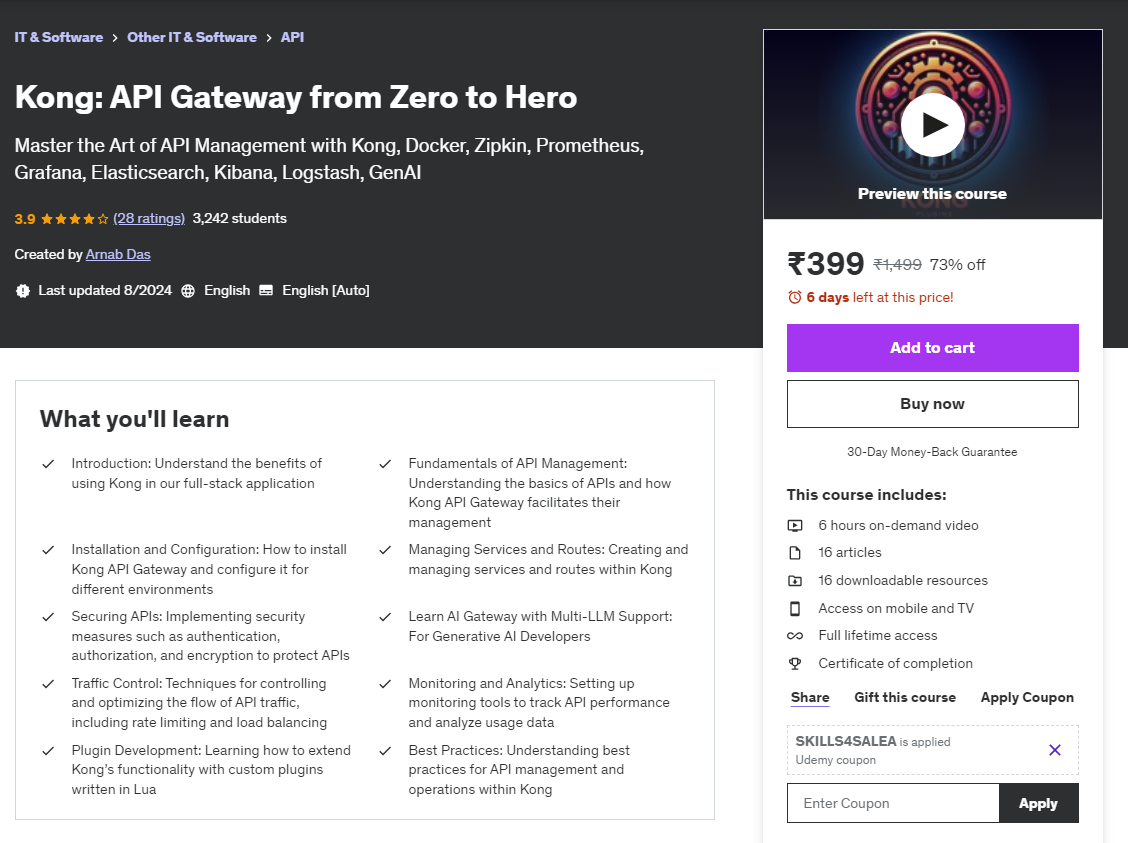 IT & Software > Other IT & Software > API
Kong: API Gateway from Zero to Hero
Master the Art of API Management with Kong, Docker, Zipkin, Prometheus,
Grafana, Elasticsearch, Kibana, Logstash, GenAI
3.9 (28 ratings) 3,242 students
Created by Arnab Das
Last updated 8/2024 English English [Auto]
What you'll learn
Introduction: Understand the benefits of
using Kong in our full-stack application
Fundamentals of API Management:
Understanding the basics of APIs and how
Kong API Gateway facilitates their
management
Installation and Configuration: How to install
Kong API Gateway and configure it for
different environments
Managing Services and Routes: Creating and
managing services and routes within Kong
Securing APIs: Implementing security
measures such as authentication,
authorization, and encryption to protect APIs
Learn AI Gateway with Multi-LLM Support:
For Generative AI Developers
Traffic Control: Techniques for controlling
and optimizing the flow of API traffic,
including rate limiting and load balancing
Monitoring and Analytics: Setting up
monitoring tools to track API performance
and analyze usage data
Plugin Development: Learning how to extend
Kong’s functionality with custom plugins
written in Lua
Best Practices: Understanding best
practices for API management and
operations within Kong
Preview this course
KONG
₹399 ₹1,499 73% off
6 days left at this price!
Add to cart
Buy now
30-Day Money-Back Guarantee
This course includes:
6 hours on-demand video
16 articles
16 downloadable resources
Access on mobile and TV
Full lifetime access
Certificate of completion
Share Gift this course Apply Coupon
SKILLS4SALEA is applied
Udemy coupon
Enter Coupon Apply